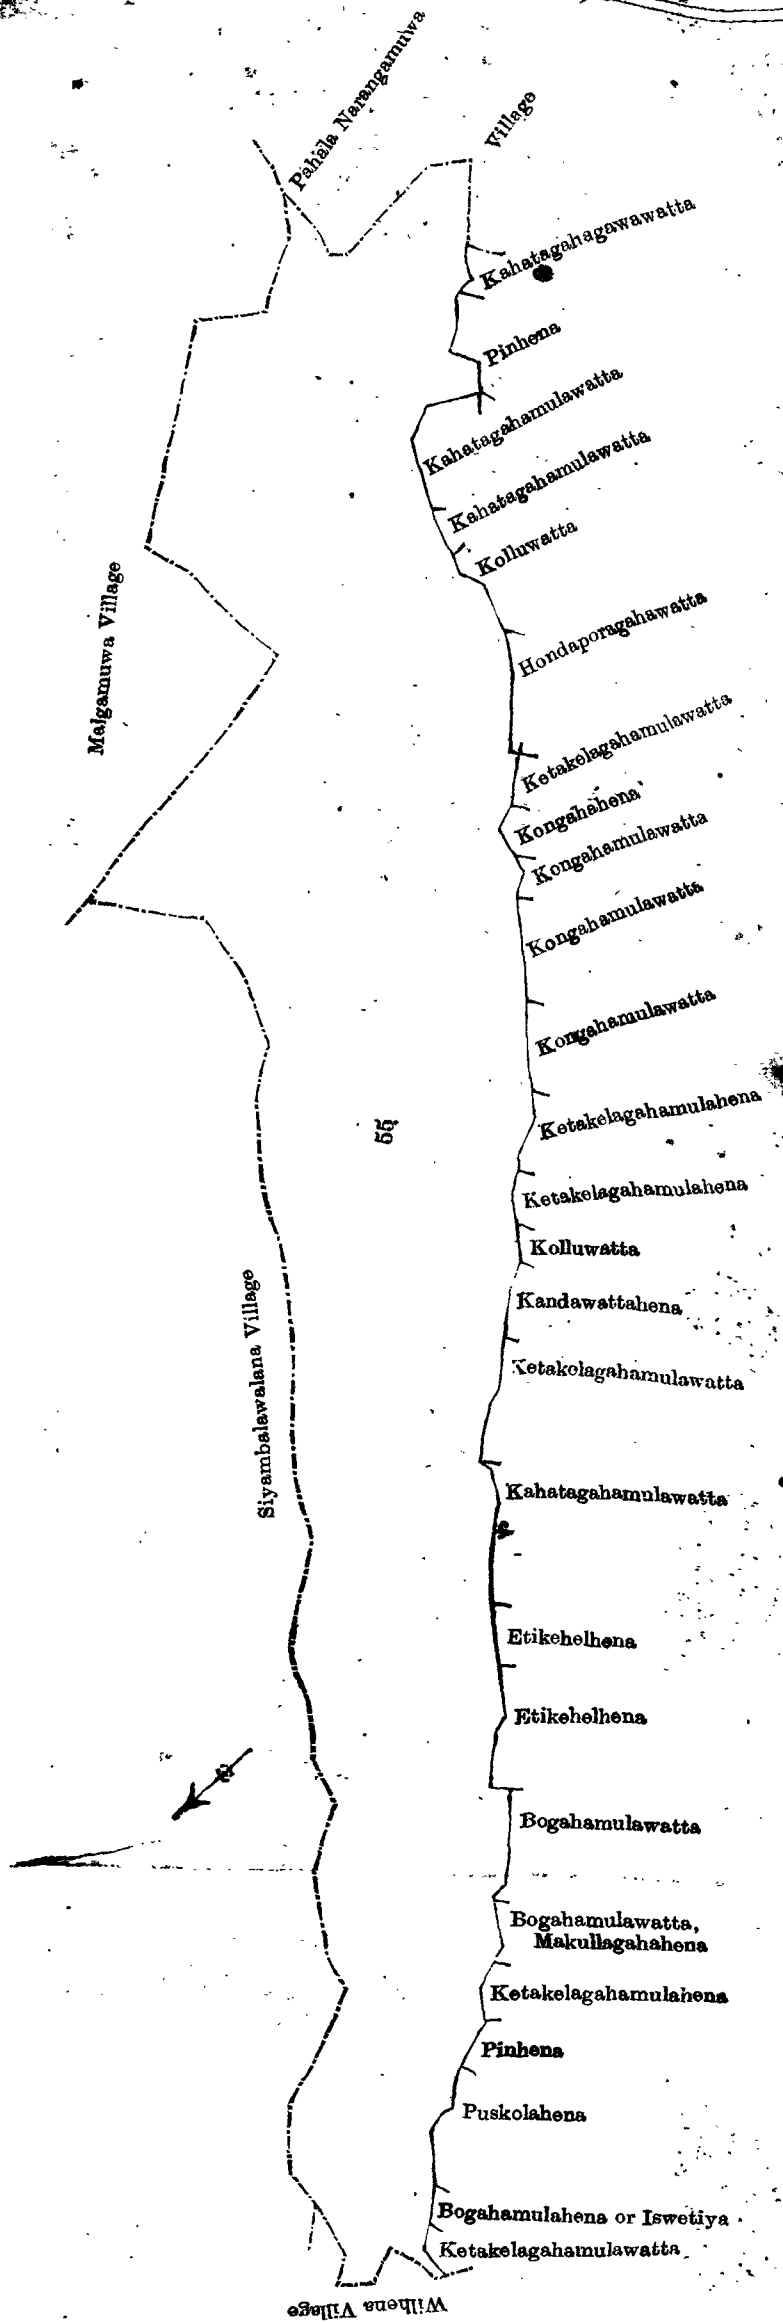 Pahala Narangamuwa
Village
Kahatagahagawawatta
Pinhena
Kahatagahamulawatta
Kahatagahamulawatta
Kolluwatta
Hondaporagahawatta
Malgamuwa Village
Ketakelagahamulawatta
Kongahahena
Kongahamulawatta
Kongahamulawatta
Kongahamulawatta
55
Ketakelagahamulahena
Ketakelagahamulahena
Kolluwatta
Kandawattahena
Siyambalawalana Village
Ketakelagahamulawatta
Kahatagahamulawatta
Etikehelhena
Etikehelhena
Bogahamulawatta
Bogahamulawatta,
Makullagahahena
Ketakelagahamulahena
Pinhena
Puskolahena
Bogahamulahena or Iswetiya
Ketakelagahamulawatta
Wilhena Village